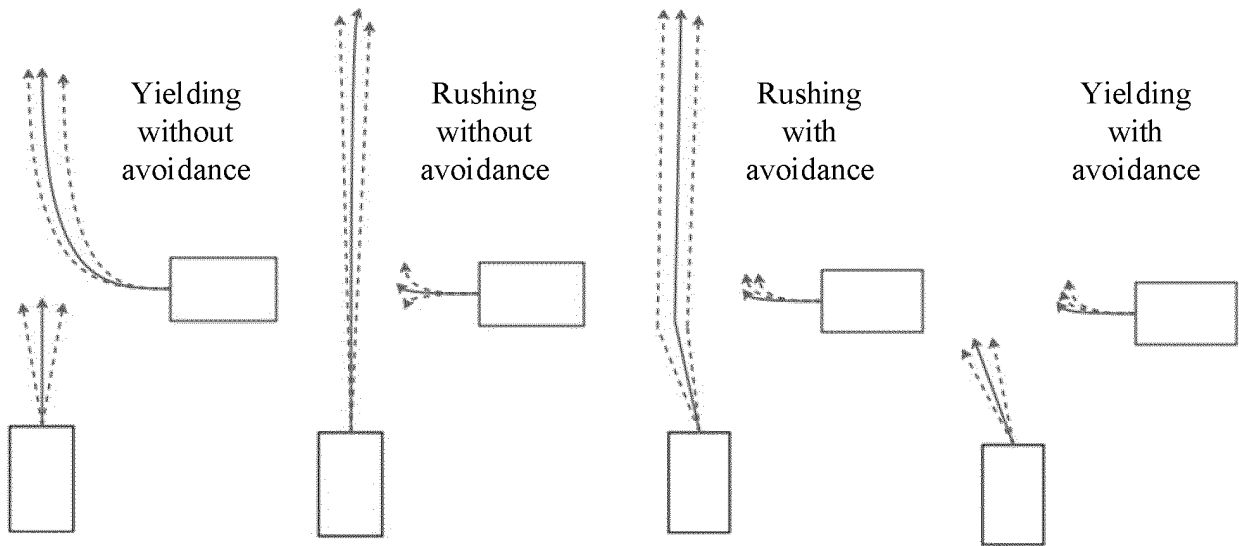 Yielding
without
avoidance
Rushing
without
avoidance
Rushing
with
avoidance
Yielding
with
avoidance